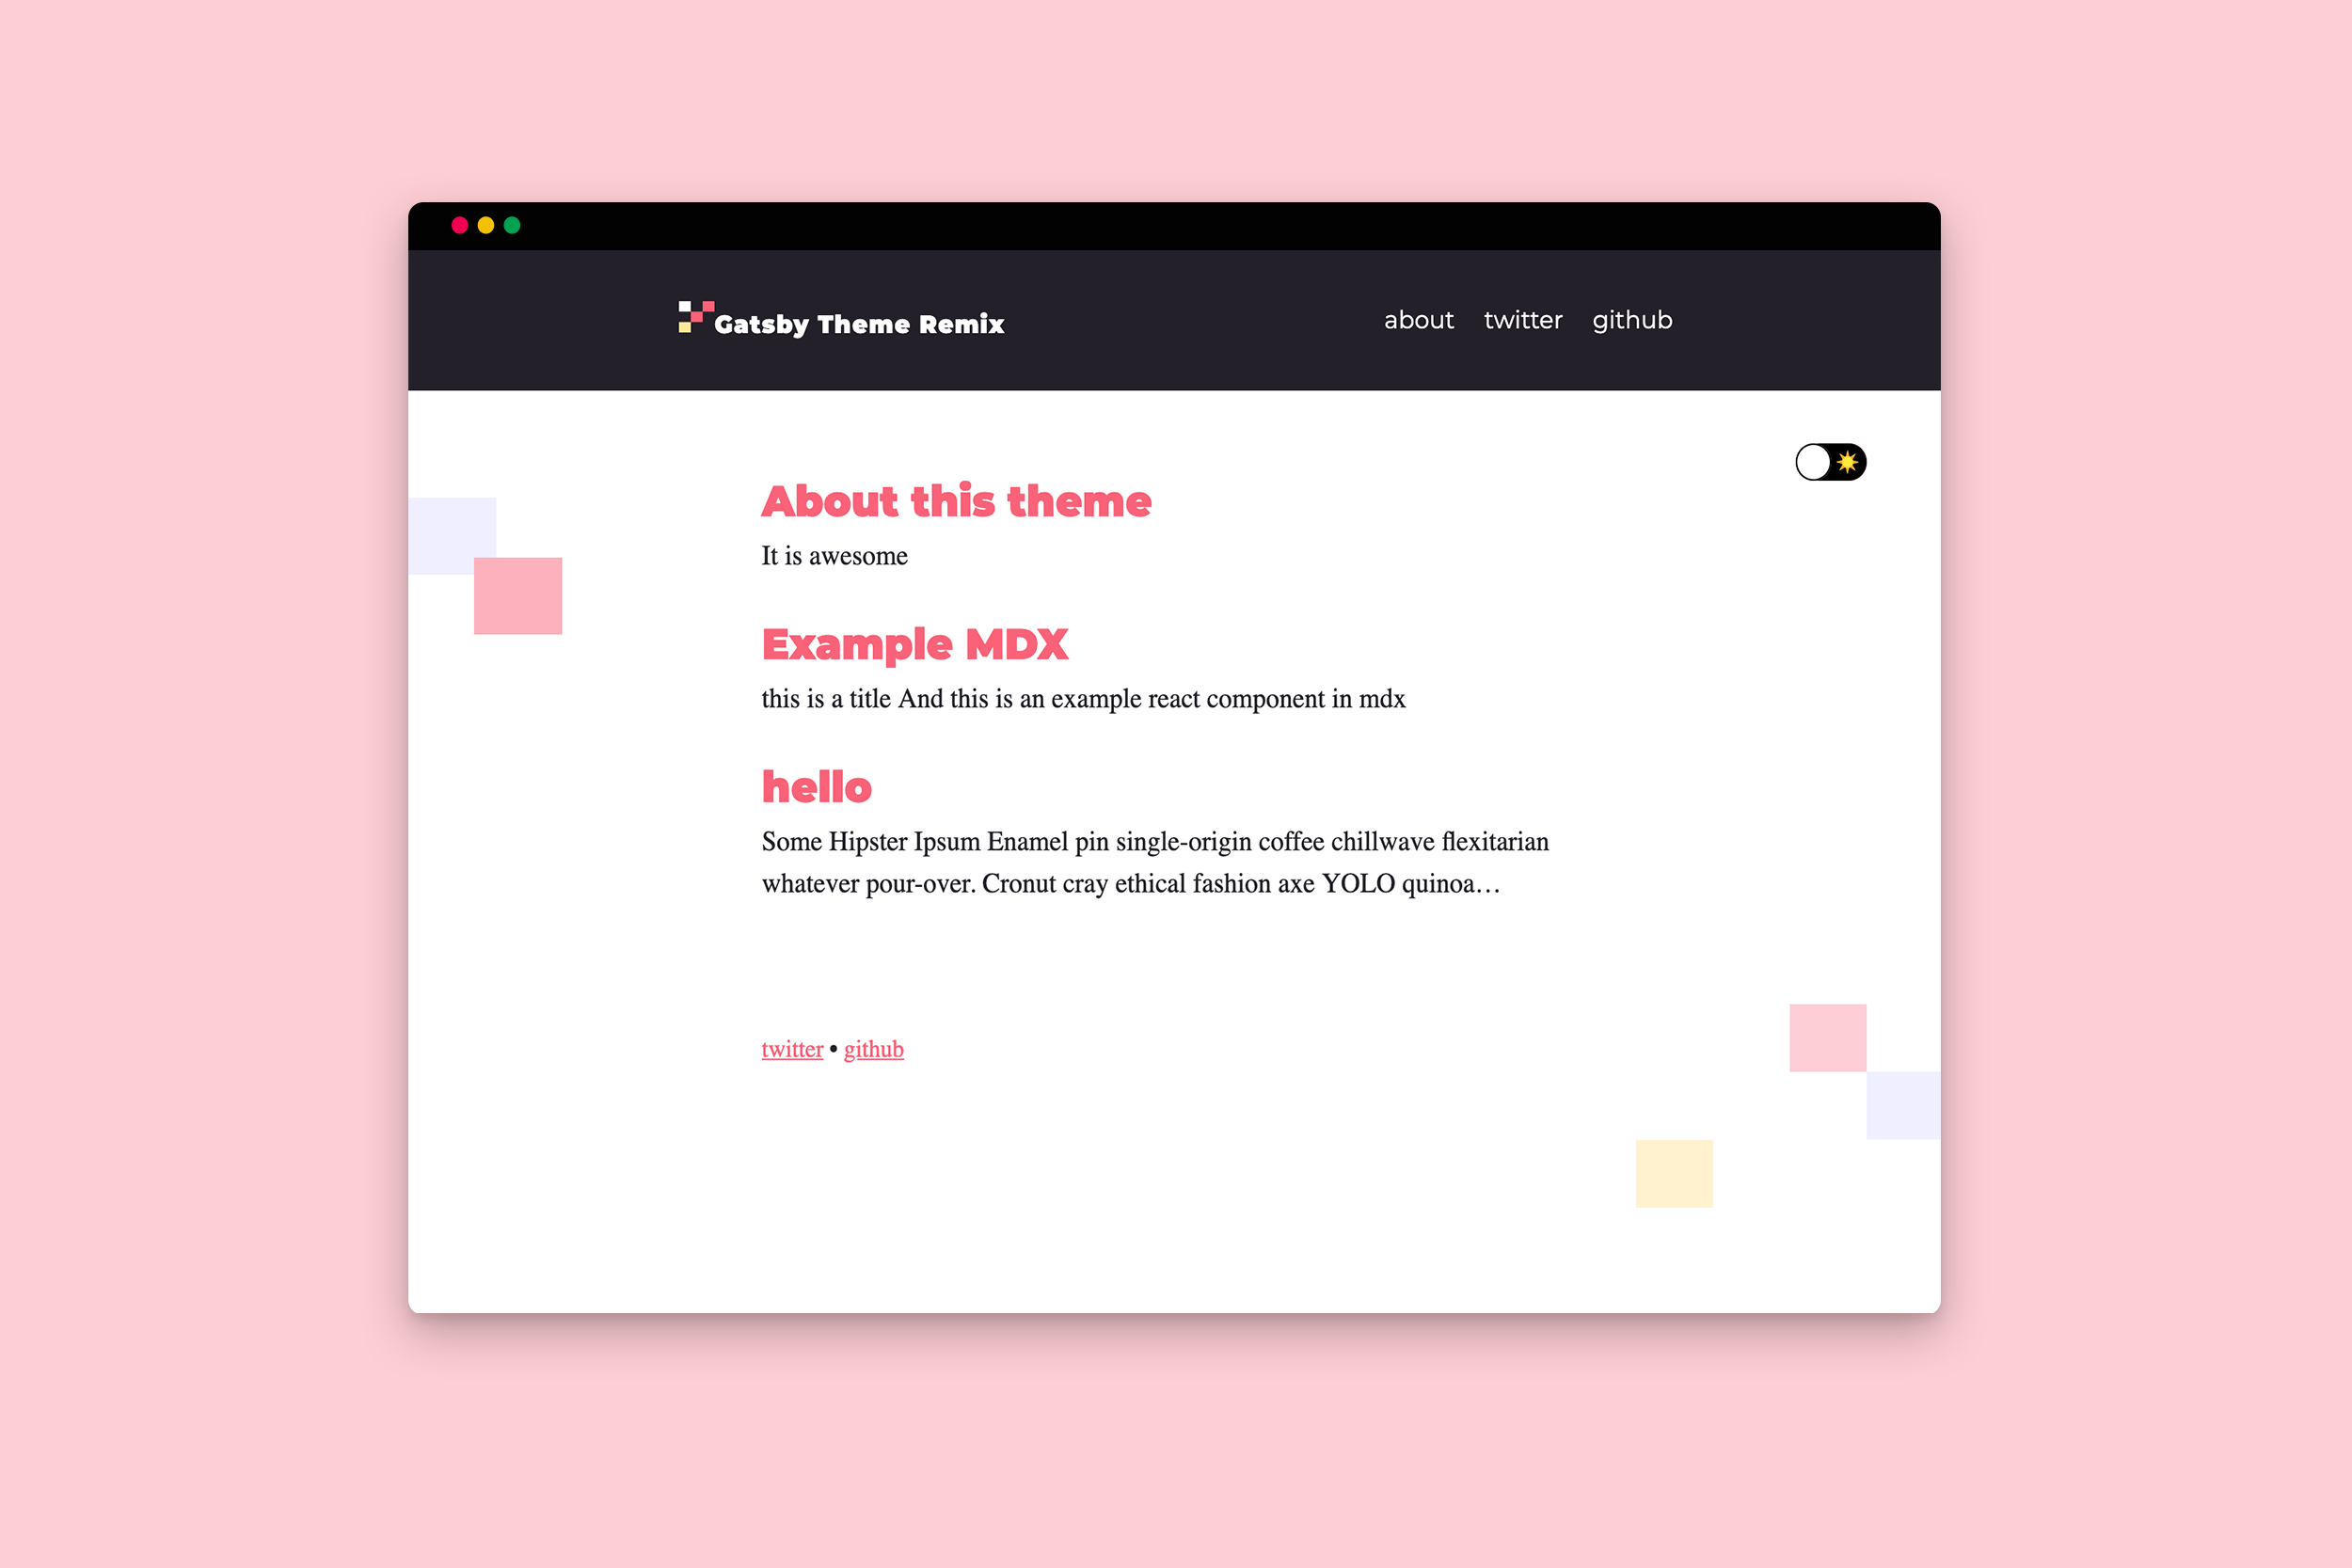 Gatsby Theme Remix
about twitter github
About this theme
It is awesome
Example MDX
this is a title And this is an example react component in mdx
hello
Some Hipster Ipsum Enamel pin single-origin coffee chillwave flexitarian
whatever pour-over. Cronut cray ethical fashion axe YOLO quinoa…
twitter • github